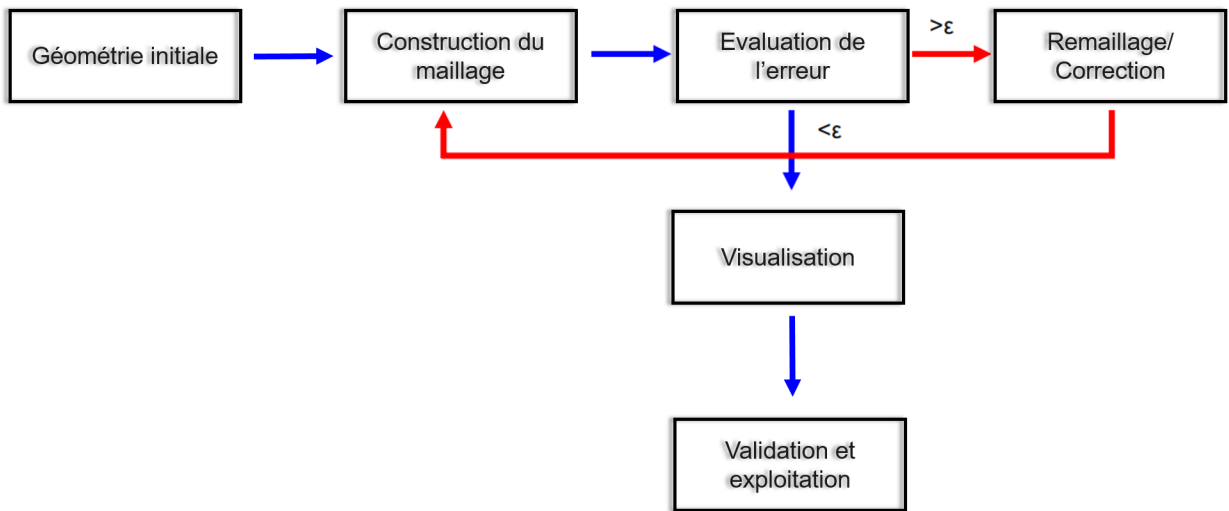 Géométrie initiale
Construction du
maillage
Evaluation de
l’erreur
>ε
Remaillage/
Correction
<ε
Visualisation
Validation et
exploitation